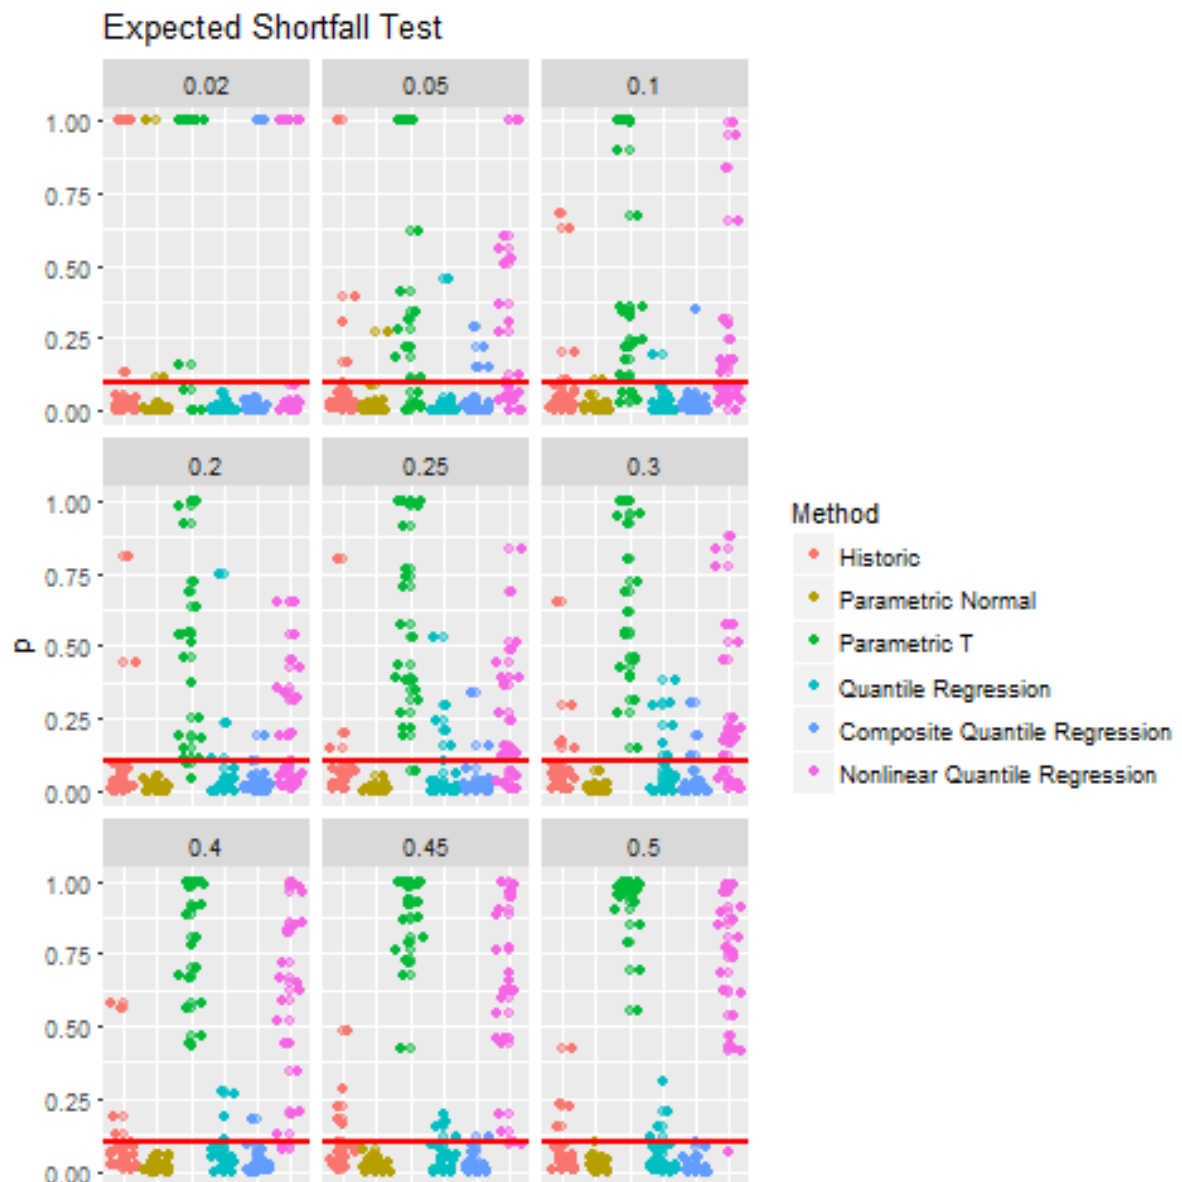 Expected Shortfall Test
0.02 0.05 0.1
1.00
0.75
0.50
0.25
0.00
0.2 0.25 0.3
1.00
0.75
0.50
0.25
0.00
p
0.4 0.45 0.5
1.00
0.75
0.50
0.25
0.00
Method
Historic
Parametric Normal
Parametric T
Quantile Regression
Composite Quantile Regression
Nonlinear Quantile Regression